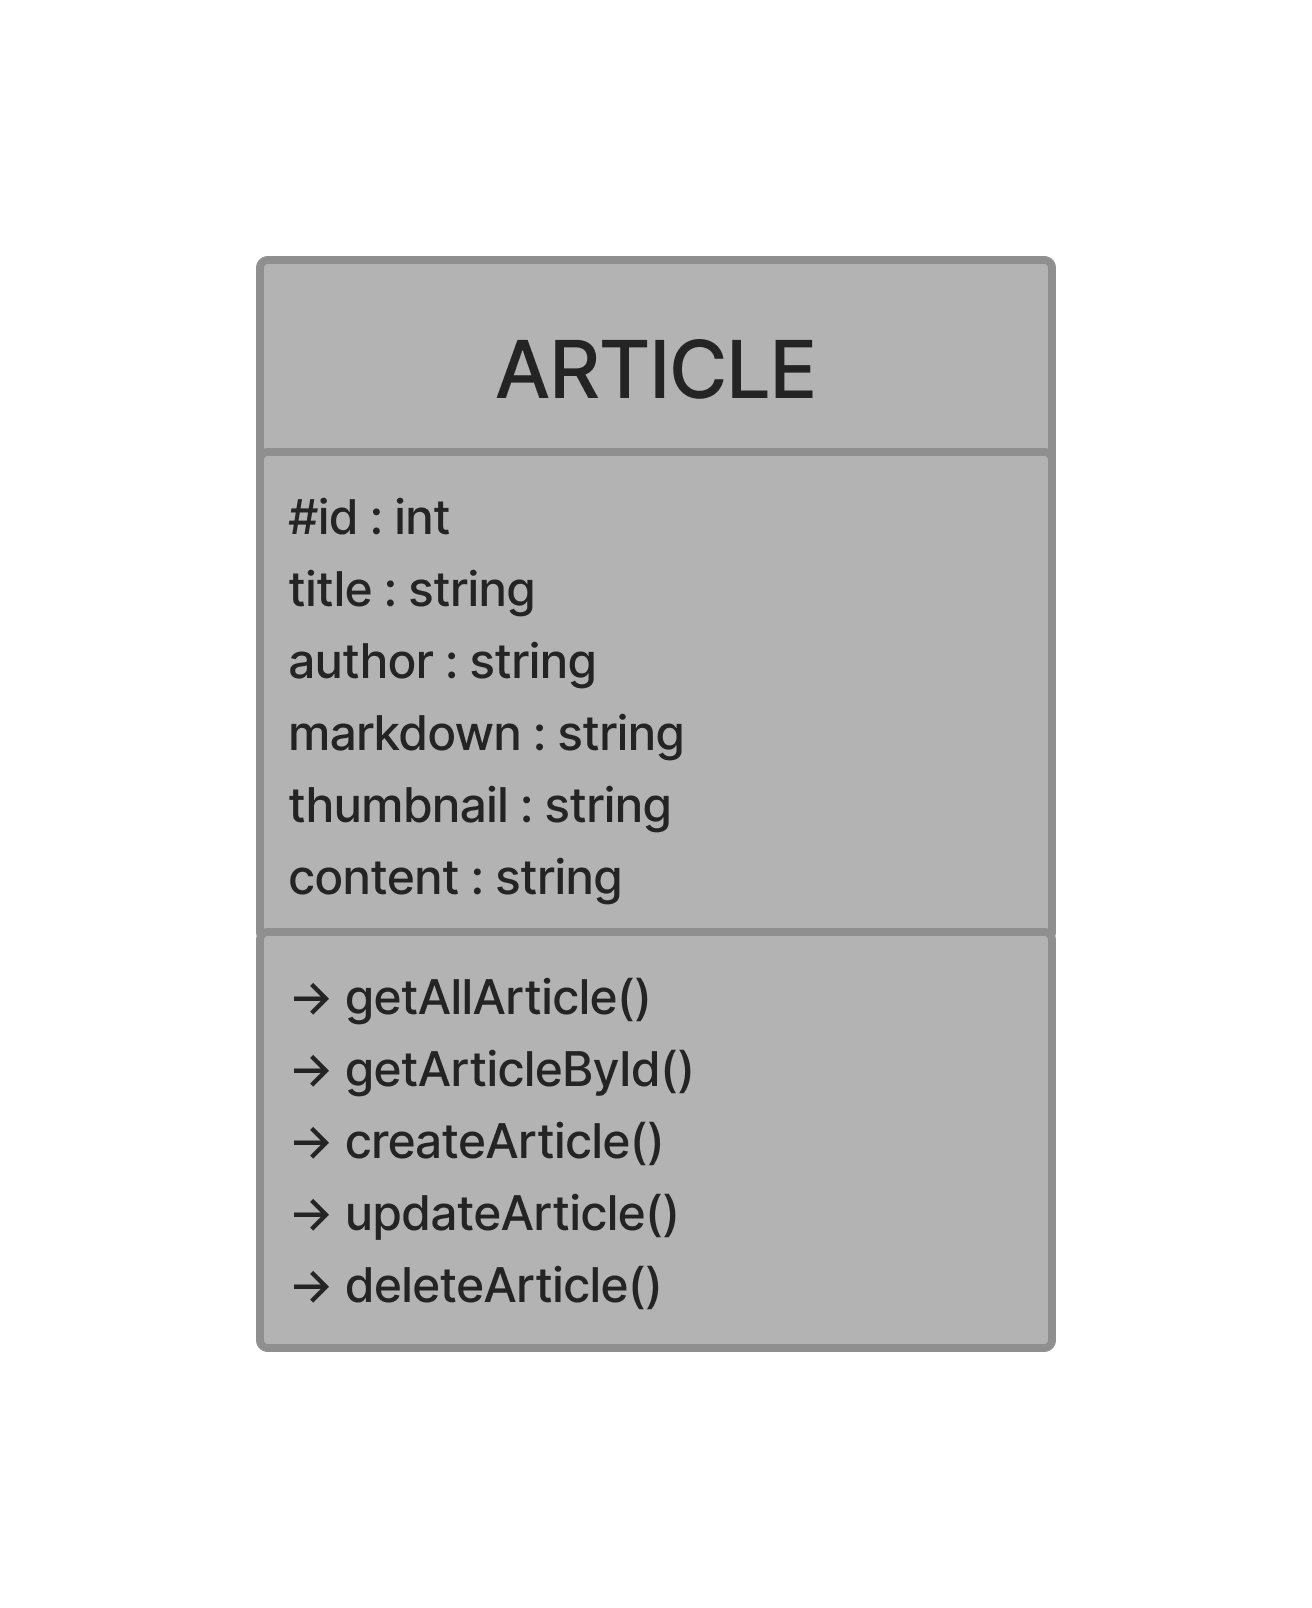 ARTICLE
#id : int
title : string
author : string
markdown : string
thumbnail : string
content : string
→ getAllArticle()
→ getArticleById()
→ createArticle()
→ updateArticle()
→ deleteArticle()